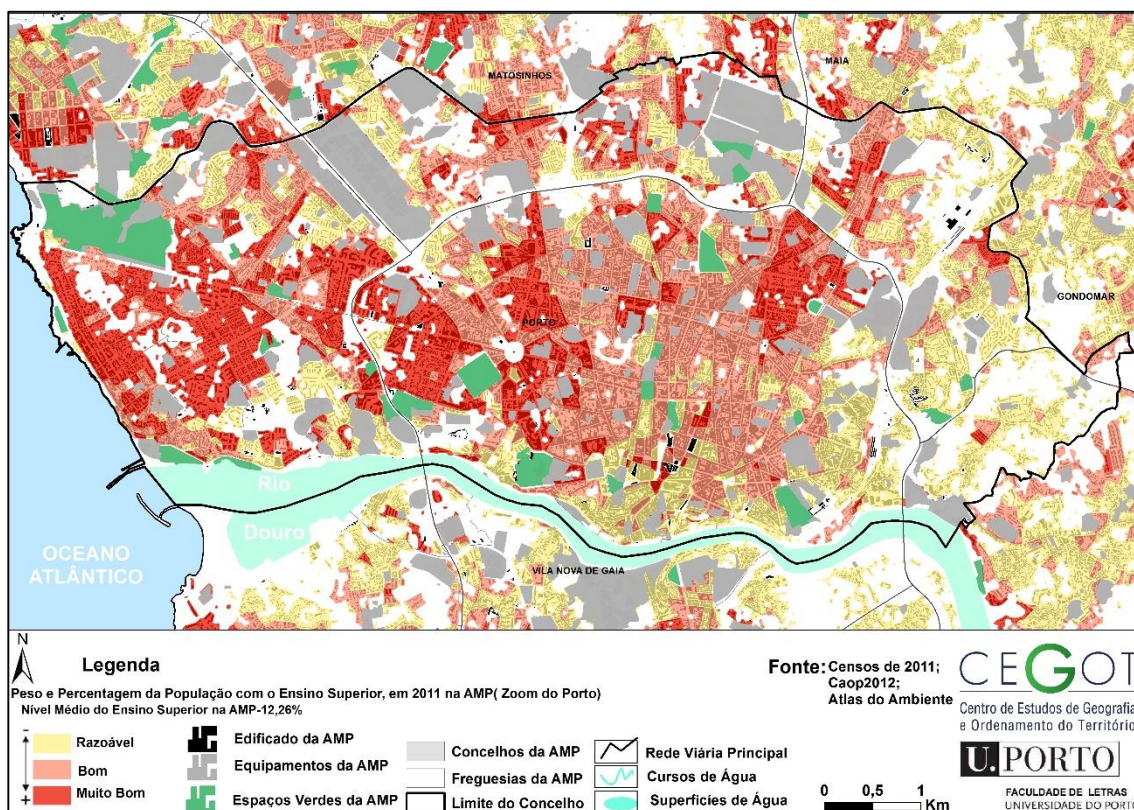 MATOSINHOS
MAIA
PORTO
GONDOMAR
Rio
Douro
OCEANO
ATLÂNTICO
VILA NOVA DE GAIA
N
Legenda
Peso e Percentagem da População com o Ensino Superior, em 2011 na AMP( Zoom do Porto)
Nível Médio do Ensino Superior na AMP-12,26%
-
Razoável
Bom
Muito Bom
+
Edificado da AMP
Equipamentos da AMP
Espaços Verdes da AMP
Concelhos da AMP
Freguesias da AMP
Limite do Concelho
Rede Viária Principal
Cursos de Água
Superfícies de Água
Fonte: Censos de 2011;
Caop2012;
Atlas do Ambiente
0 0,5 1
Km
CEGOT
Centro de Estudos de Geografia
e Ordenamento do Território
U. PORTO
FACULDADE DE LETRAS
UNIVERSIDADE DO PORT